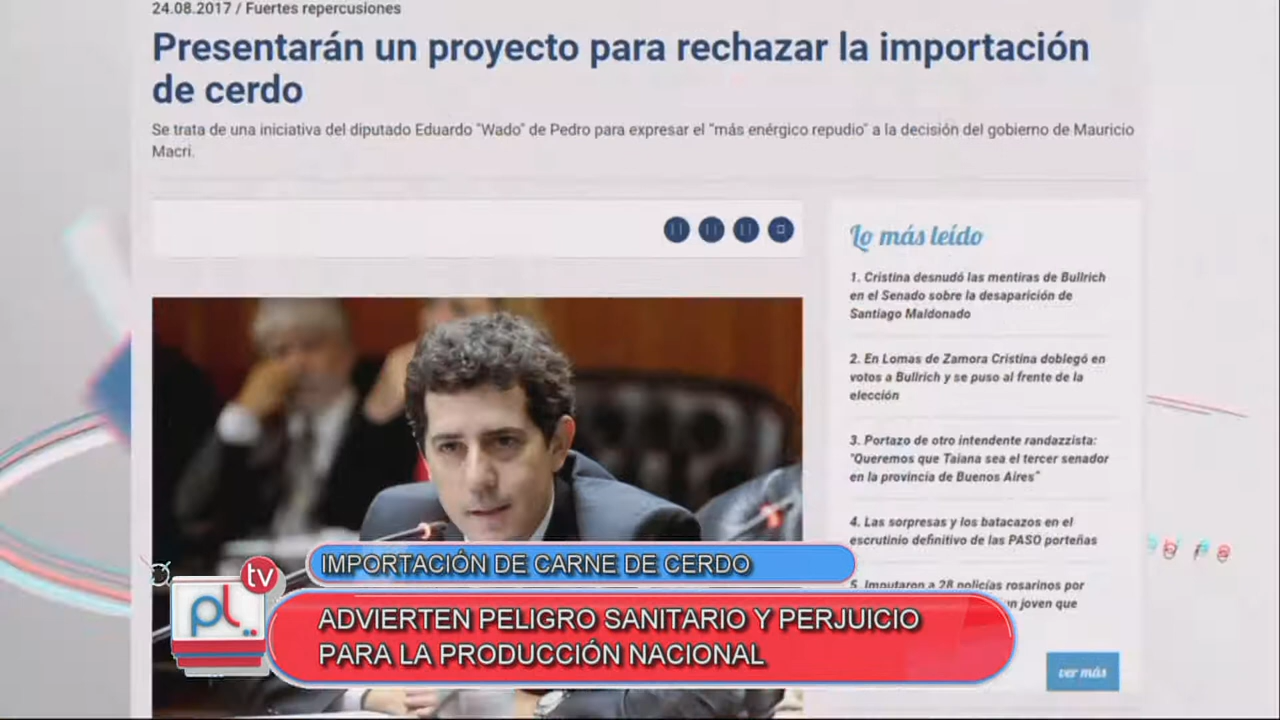 24.08.2017 / Fuertes repercusiones
Presentarán un proyecto para rechazar la importación
de cerdo
Se trata de una iniciativa del diputado Eduardo "Wado" de Pedro para expresar el "más enérgico repudio" a la decisión del gobierno de Mauricio
Macri.
Lo más leído
1. Cristina desnudó las mentiras de Bullrich
en el Senado sobre la desaparición de
Santiago Maldonado
2. En Lomas de Zamora Cristina doblegó en
votos a Bullrich y se puso al frente de la
elección
3. Portazo de otro intendente randazzista:
"Queremos que Taiana sea el tercer senador
en la provincia de Buenos Aires"
4. Las sorpresas y los batacazos en el
escrutinio definitivo de las PASO porteñas
5. Imputaron a 28 policías rosarinos por
un joven que
ver más
IMPORTACIÓN DE CARNE DE CERDO
ADVIERTEN PELIGRO SANITARIO Y PERJUICIO
PARA LA PRODUCCIÓN NACIONAL
pl..
tv